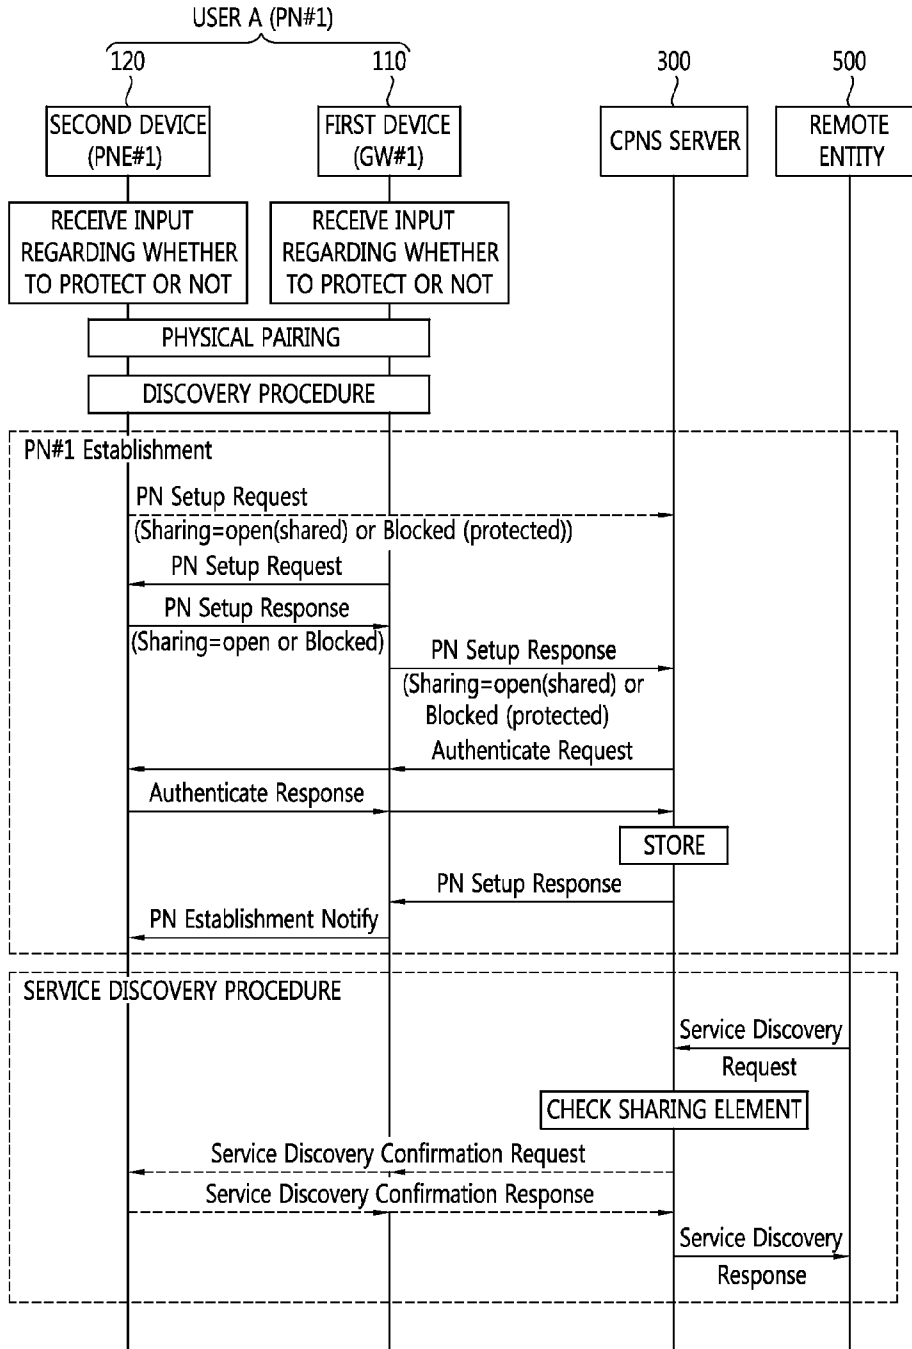 USER A (PN#1)
120
110
300
500
SECOND DEVICE
(PNE#1)
FIRST DEVICE
(GW#1)
CPNS SERVER
REMOTE
ENTITY
RECEIVE INPUT
REGARDING WHETHER
TO PROTECT OR NOT
RECEIVE INPUT
REGARDING WHETHER
TO PROTECT OR NOT
PHYSICAL PAIRING
DISCOVERY PROCEDURE
PN#1 Establishment
PN Setup Request
(Sharing=open(shared) or Blocked (protected))
PN Setup Request
PN Setup Response
(Sharing=open or Blocked)
PN Setup Response
(Sharing=open(shared) or
Blocked (protected)
Authenticate Request
Authenticate Response
STORE
PN Setup Response
PN Establishment Notify
SERVICE DISCOVERY PROCEDURE
Service Discovery
Request
CHECK SHARING ELEMENT
Service Discovery Confirmation Request
Service Discovery Confirmation Response
Service Discovery
Response